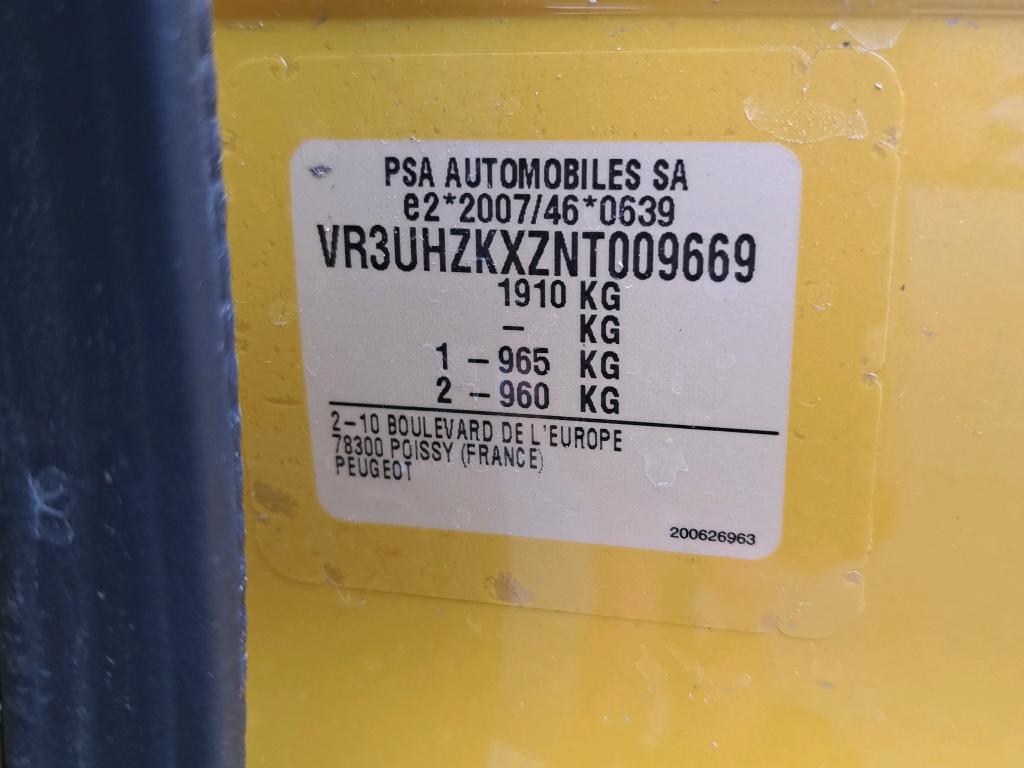 PSA AUTOMOBILES SA
e2*2007/46*0639
VR3UHZKXZNT009669
1910 KG
– KG
1 – 965 KG
2 – 960 KG
2–10 BOULEVARD DE L'EUROPE
78300 POISSY (FRANCE)
PEUGEOT
200626963